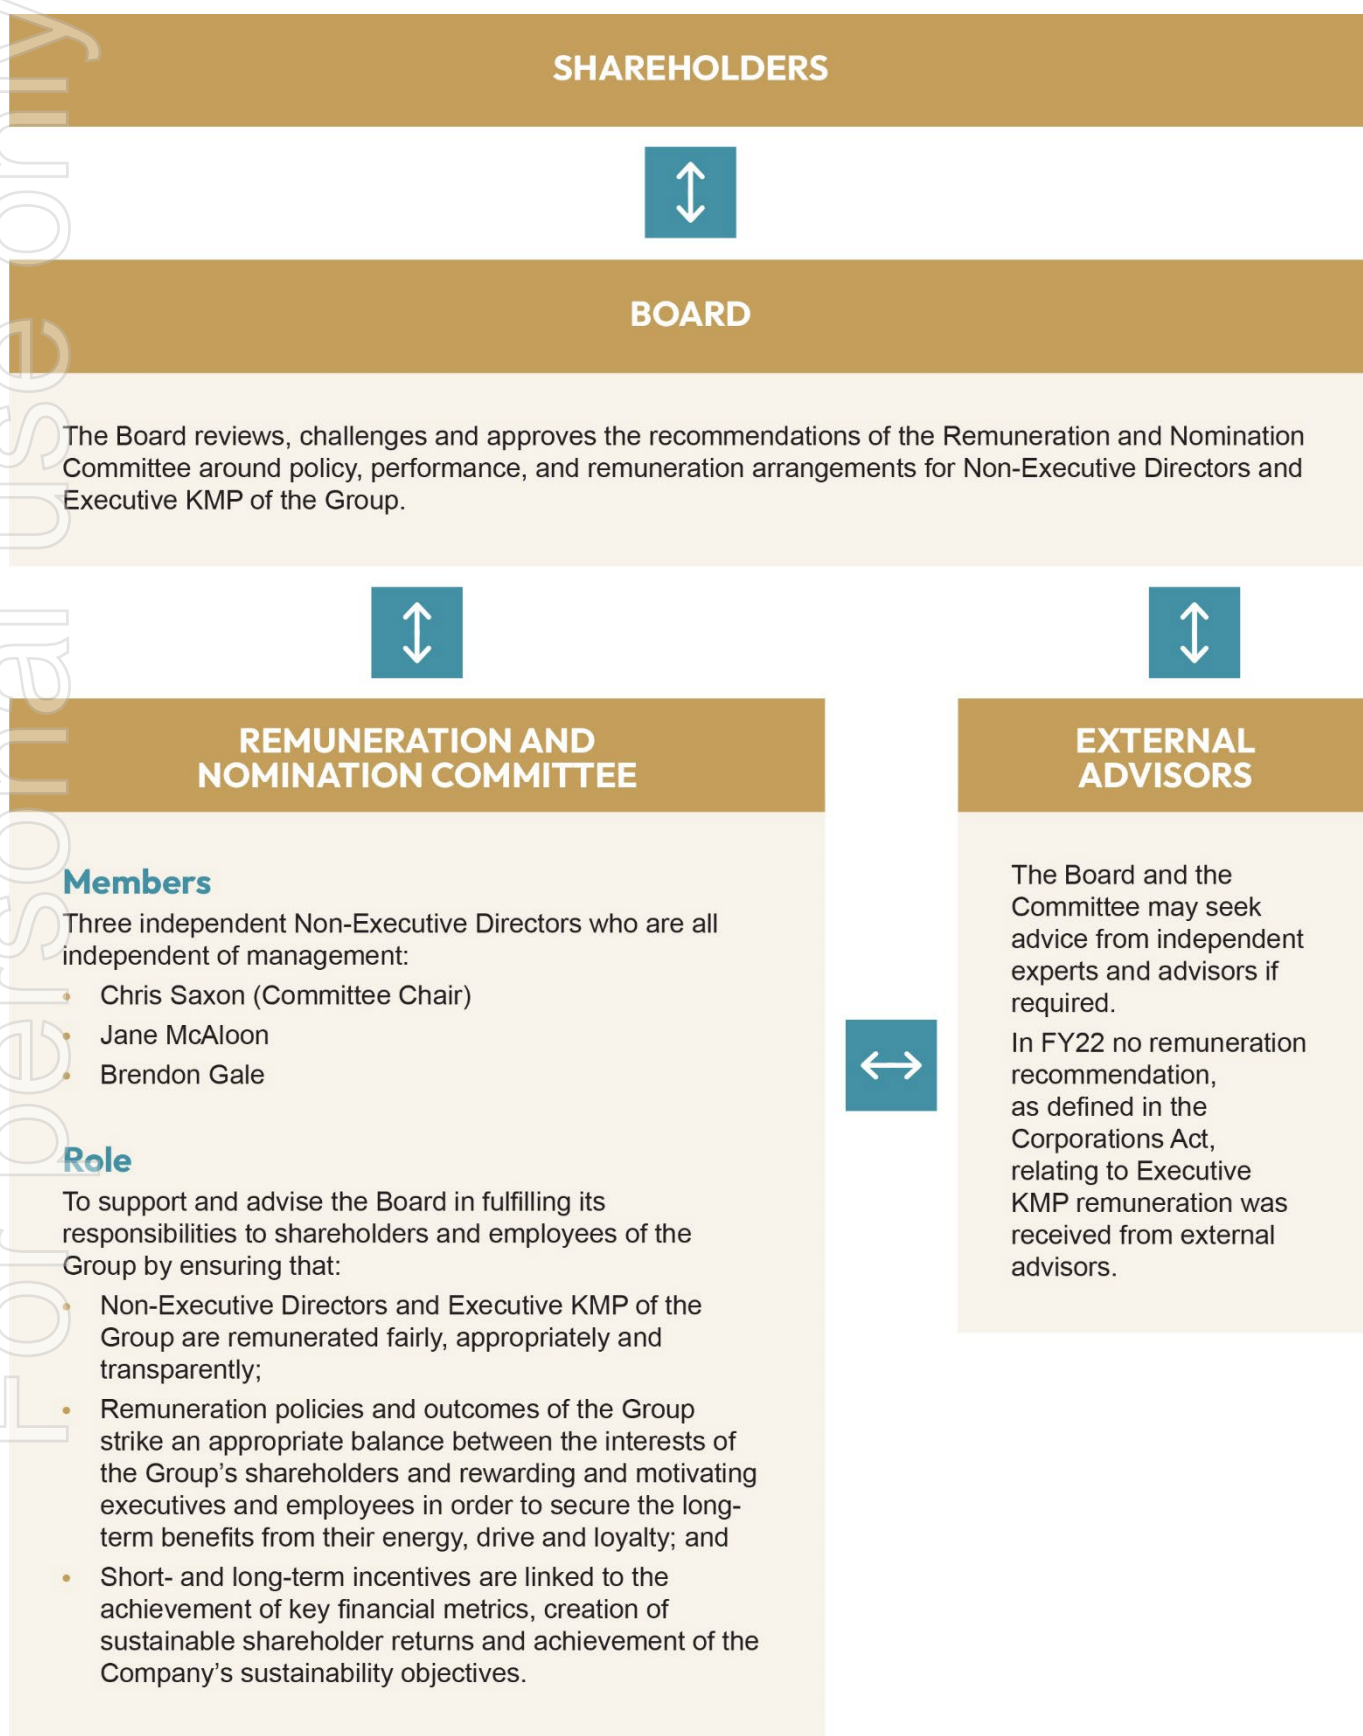 SHAREHOLDERS
BOARD
The Board reviews, challenges and approves the recommendations of the Remuneration and Nomination
Committee around policy, performance, and remuneration arrangements for Non-Executive Directors and
Executive KMP of the Group.
REMUNERATION AND
NOMINATION COMMITTEE
Members
Three independent Non-Executive Directors who are all
independent of management:
• Chris Saxon (Committee Chair)
• Jane McAloon
• Brendon Gale
Role
To support and advise the Board in fulfilling its
responsibilities to shareholders and employees of the
Group by ensuring that:
• Non-Executive Directors and Executive KMP of the
Group are remunerated fairly, appropriately and
transparently;
• Remuneration policies and outcomes of the Group
strike an appropriate balance between the interests of
the Group’s shareholders and rewarding and motivating
executives and employees in order to secure the long-
term benefits from their energy, drive and loyalty; and
• Short- and long-term incentives are linked to the
achievement of key financial metrics, creation of
sustainable shareholder returns and achievement of the
Company’s sustainability objectives.
EXTERNAL
ADVISORS
The Board and the
Committee may seek
advice from independent
experts and advisors if
required.
In FY22 no remuneration
recommendation,
as defined in the
Corporations Act,
relating to Executive
KMP remuneration was
received from external
advisors.
For personal use only